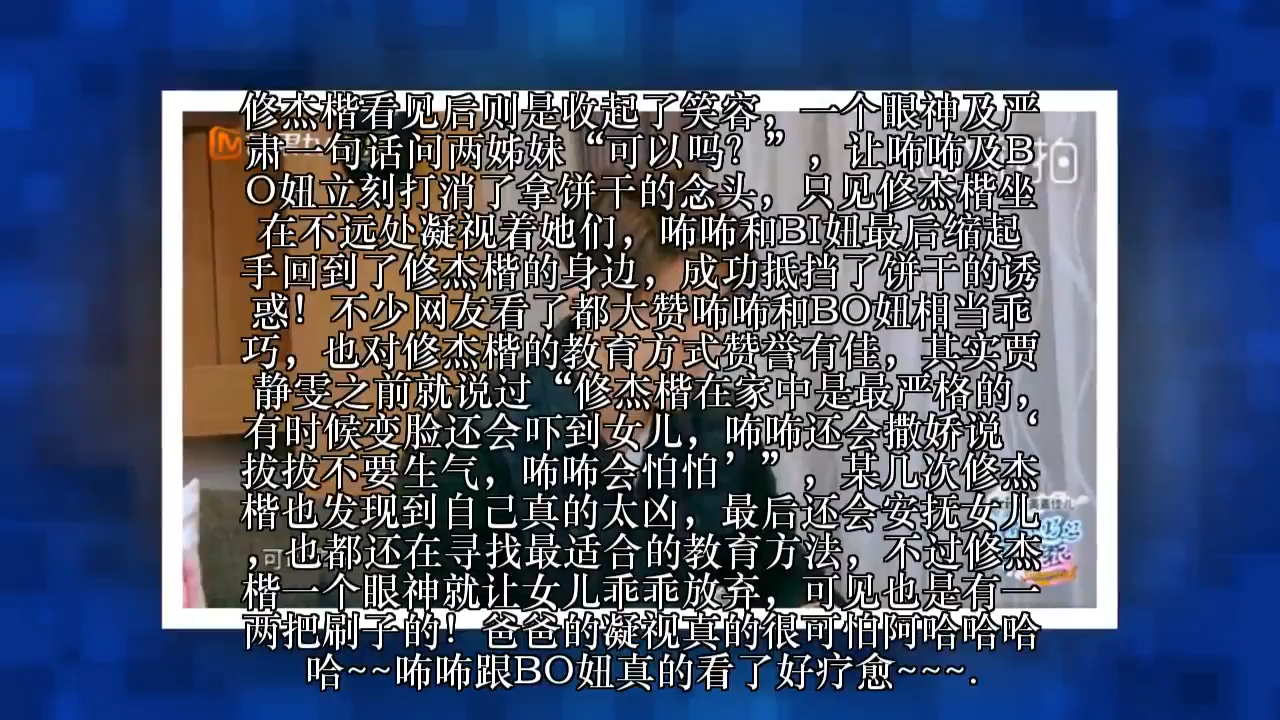 修杰楷看见后则是收起了笑容，一个眼神及严
肃一句话问两姊妹“可以吗？”，让咘咘及B
O妞立刻打消了拿饼干的念头，只见修杰楷坐
在不远处凝视着她们，咘咘和BI妞最后缩起
手回到了修杰楷的身边，成功抵挡了饼干的诱
惑！不少网友看了都大赞咘咘和BO妞相当乖
巧，也对修杰楷的教育方式赞誉有佳，其实贾
静雯之前就说过“修杰楷在家中是最严格的，
有时候变脸还会吓到女儿，咘咘还会撒娇说‘
拔拔不要生气，咘咘会怕怕’”，某几次修杰
楷也发现到自己真的太凶，最后还会安抚女儿
，也都还在寻找最适合的教育方法，不过修杰
楷一个眼神就让女儿乖乖放弃，可见也是有一
两把刷子的！爸爸的凝视真的很可怕阿哈哈哈
哈~~咘咘跟BO妞真的看了好疗愈~~~.
拍
可